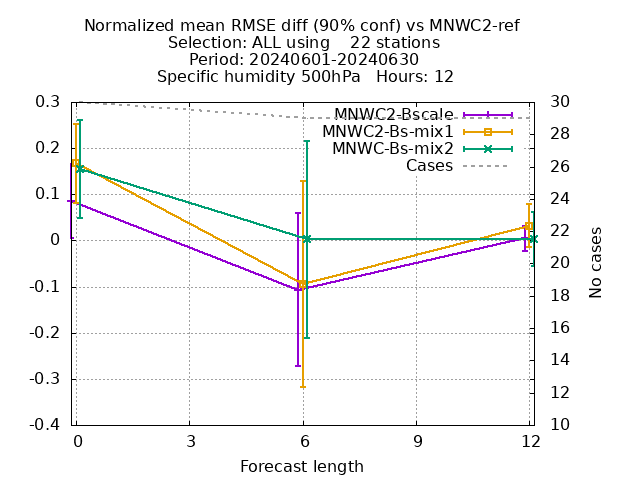 Normalized mean RMSE diff (90% conf) vs MNWC2-ref
Selection: ALL using    22 stations
Period: 20240601-20240630
Specific humidity 500hPa   Hours: 12
MNWC2-Bscale
MNWC2-Bs-mix1
MNWC-Bs-mix2
Cases
0.3
0.2
0.1
0
-0.1
-0.2
-0.3
-0.4
30
28
26
24
22
20
18
16
14
12
10
No cases
0 3 6 9 12
Forecast length